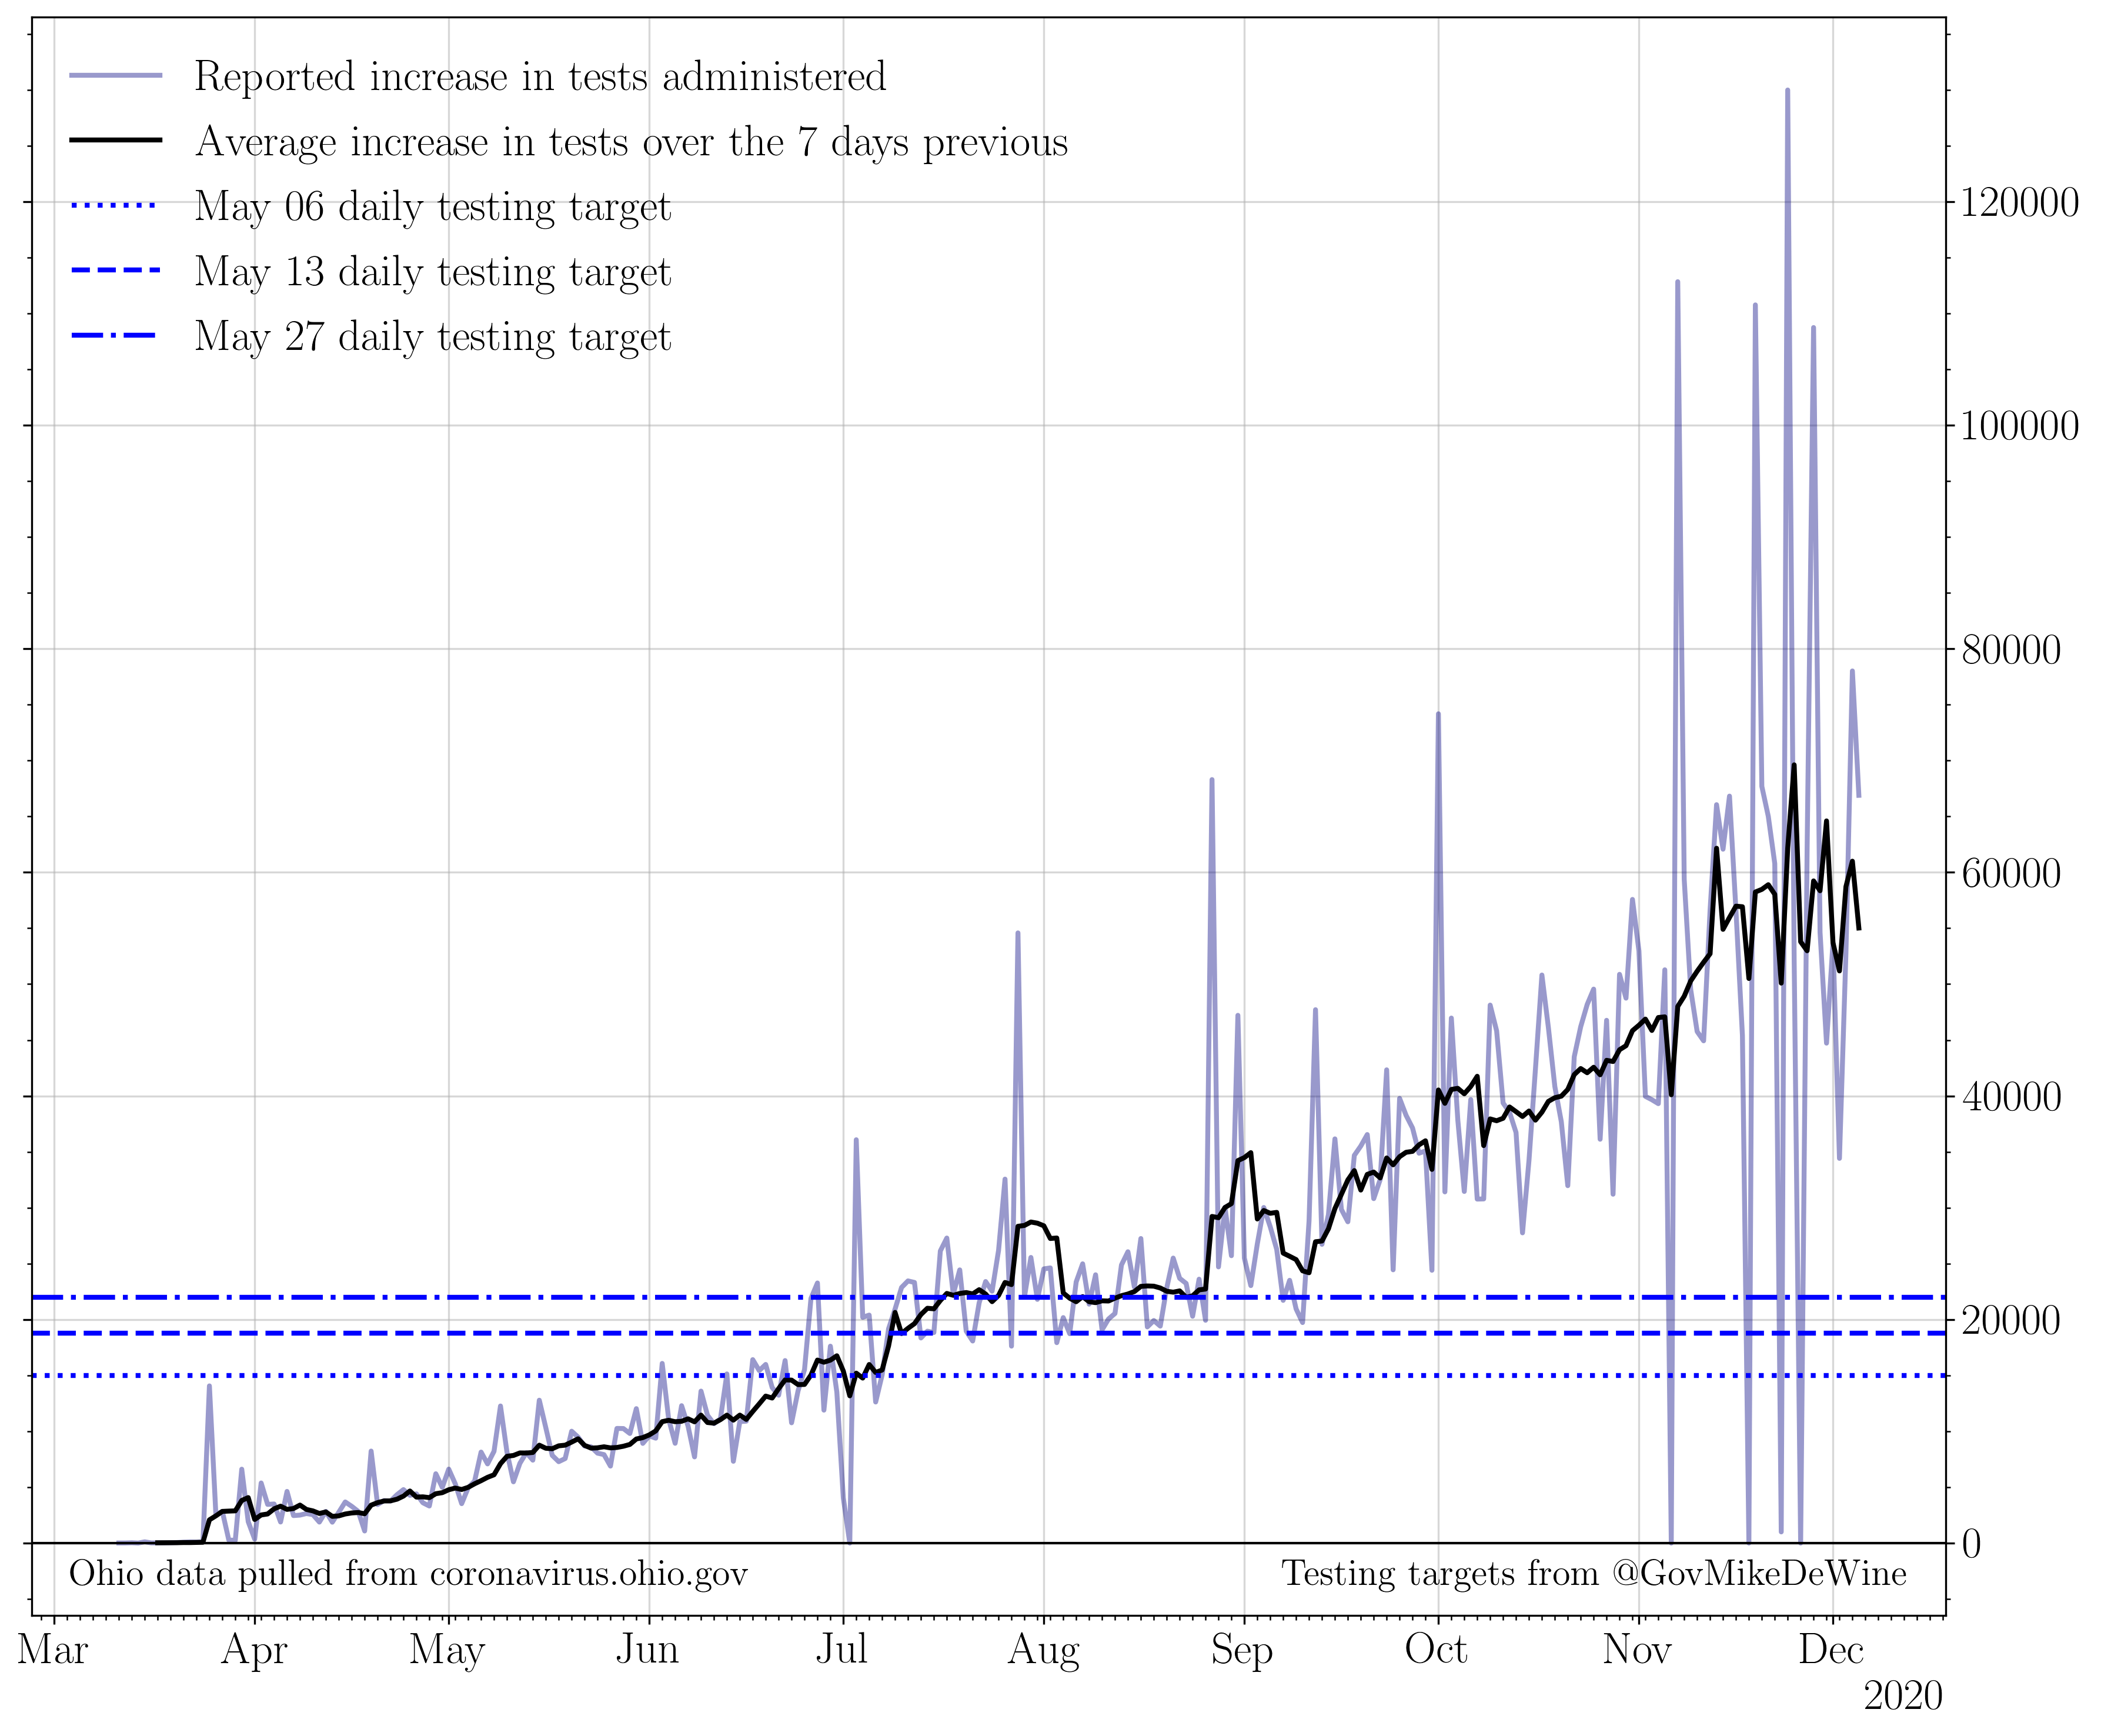 Reported increase in tests administered
Average increase in tests over the 7 days previous
May 06 daily testing target
May 13 daily testing target
May 27 daily testing target
120000
100000
80000
60000
40000
20000
0
Ohio data pulled from coronavirus.ohio.gov
Testing targets from @GovMikeDeWine
Mar Apr May Jun Jul Aug Sep Oct Nov Dec
2020